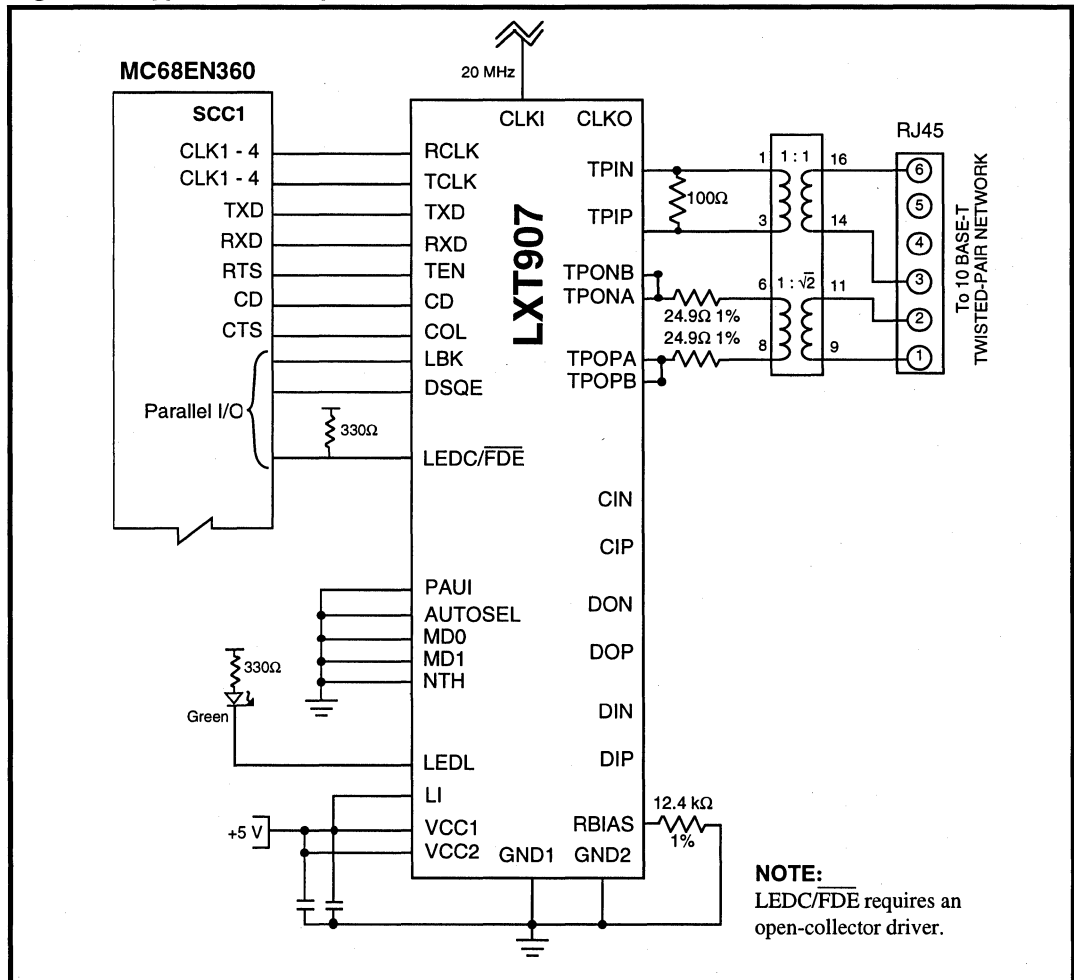 MC68EN360
SCC1
CLK1 - 4
CLK1 - 4
TXD
RXD
RTS
CD
CTS
Parallel I/O
330Ω
20 MHz
CLKI
CLKO
RCLK
TCLK
TXD
RXD
TEN
CD
COL
LBK
DSQE
LEDC/FDE
PAUI
AUTOSEL
MD0
MD1
NTH
LEDL
LI
VCC1
VCC2
GND1
GND2
LXT907
TPIN
TPIP
TPONB
TPONA
TPOPA
TPOPB
CIN
CIP
DON
DOP
DIN
DIP
RBIAS
330Ω
Green
+5 V
100Ω
24.9Ω 1%
24.9Ω 1%
1 1 : 1 16
3 14
6 1 : √2 11
8 9
RJ45
6
5
4
3
2
1
To 10 BASE-T
TWISTED-PAIR NETWORK
12.4 kΩ
1%
NOTE:
LEDC/FDE requires an
open-collector driver.